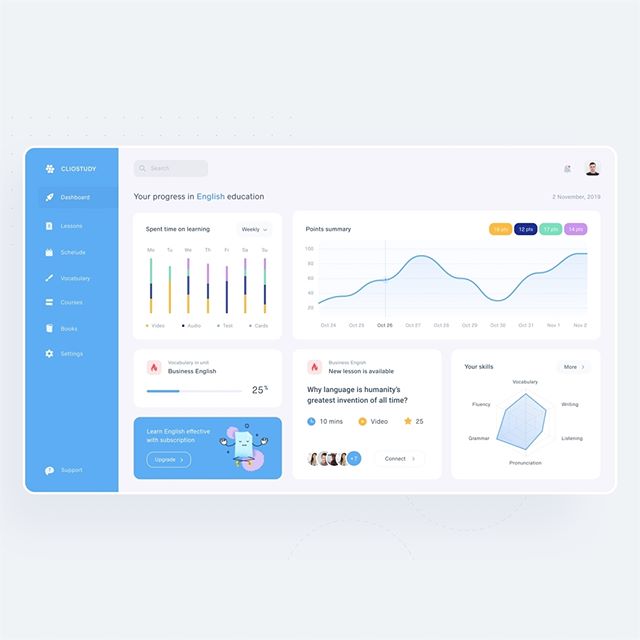 CLIOSTUDY
Dashboard
Lessons
Schelude
Vocabulary
Courses
Books
Settings
Support
Search
Your progress in English education
2 November, 2019
Spent time on learning
Weekly
Mo Tu We Th Fr Sa Su
Video Audio Test Cards
Points summary
12 pts 17 pts 14 pts
100
80
60
40
20
Oct 24 Oct 25 Oct 26 Oct 27 Oct 28 Oct 29 Oct 30 Oct 31 Nov 1 Nov 2
Vocabulary in unit
Business English
25%
Learn English effective
with subscription
Upgrade
Business English
New lesson is available
Why language is humanity's
greatest invention of all time?
10 mins Video 25
+7
Connect
Your skills
More
Vocabulary
Fluency Writing
Grammar Listening
Pronunciation